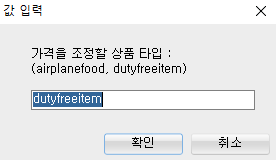 값 입력
가격을 조정할 상품 타입 :
(airplanefood, dutyfreeitem)
dutyfreeitem
확인
취소